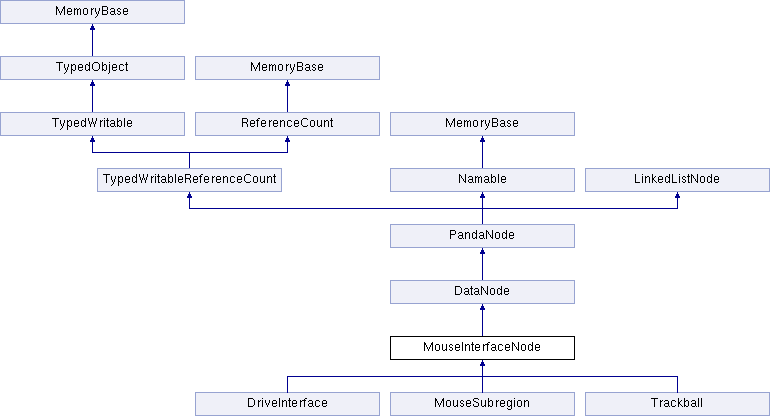 MemoryBase
TypedObject
MemoryBase
TypedWritable
ReferenceCount
MemoryBase
TypedWritableReferenceCount
Namable
LinkedListNode
PandaNode
DataNode
MouseInterfaceNode
DriveInterface
MouseSubregion
Trackball